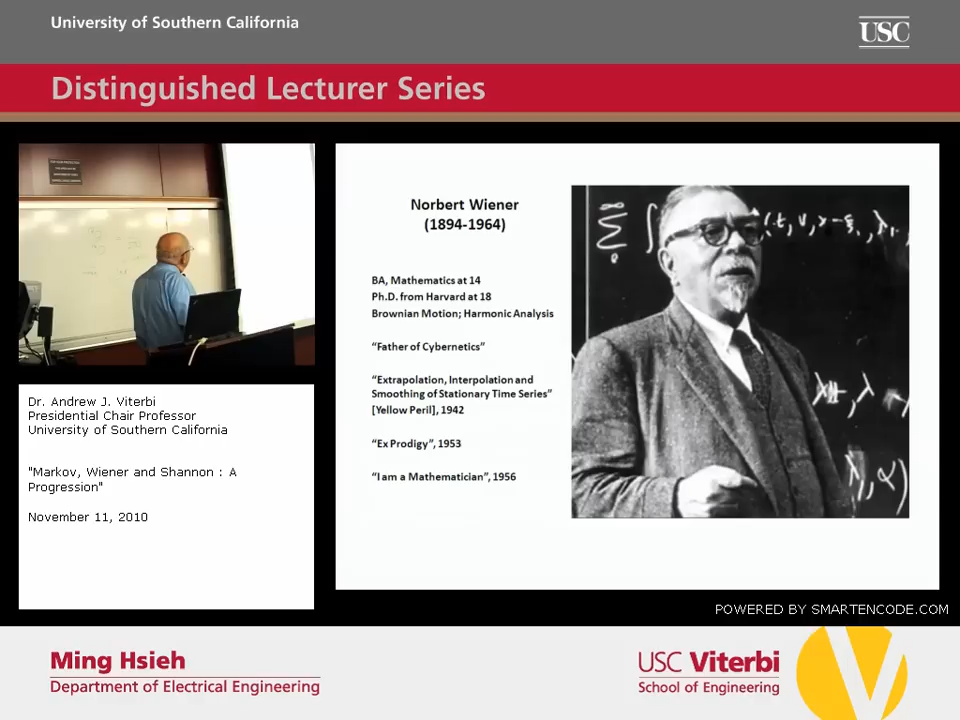 University of Southern California
USC
Distinguished Lecturer Series
Norbert Wiener
(1894-1964)
BA, Mathematics at 14
Ph.D. from Harvard at 18
Brownian Motion; Harmonic Analysis
“Father of Cybernetics”
“Extrapolation, Interpolation and
Smoothing of Stationary Time Series”
[Yellow Peril], 1942
“Ex Prodigy”, 1953
“I am a Mathematician”, 1956
Dr. Andrew J. Viterbi
Presidential Chair Professor
University of Southern California
"Markov, Wiener and Shannon : A
Progression"
November 11, 2010
POWERED BY SMARTENCODE.COM
Ming Hsieh
Department of Electrical Engineering
USC Viterbi
School of Engineering
V